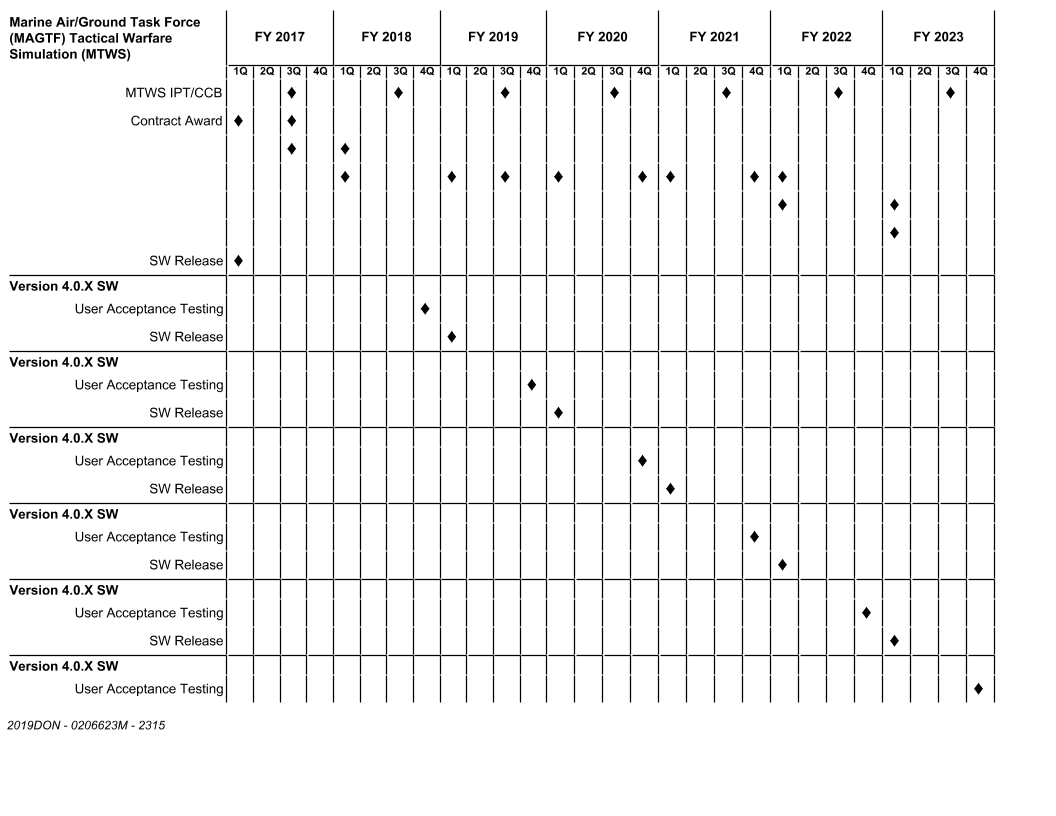 Marine Air/Ground Task Force
(MAGTF) Tactical Warfare
Simulation (MTWS)
FY 2017 FY 2018 FY 2019 FY 2020 FY 2021 FY 2022 FY 2023
1Q 2Q 3Q 4Q 1Q 2Q 3Q 4Q 1Q 2Q 3Q 4Q 1Q 2Q 3Q 4Q 1Q 2Q 3Q 4Q 1Q 2Q 3Q 4Q 1Q 2Q 3Q 4Q
MTWS IPT/CCB
Contract Award
SW Release
Version 4.0.X SW
User Acceptance Testing
SW Release
Version 4.0.X SW
User Acceptance Testing
SW Release
Version 4.0.X SW
User Acceptance Testing
SW Release
Version 4.0.X SW
User Acceptance Testing
SW Release
Version 4.0.X SW
User Acceptance Testing
SW Release
Version 4.0.X SW
User Acceptance Testing
2019DON - 0206623M - 2315